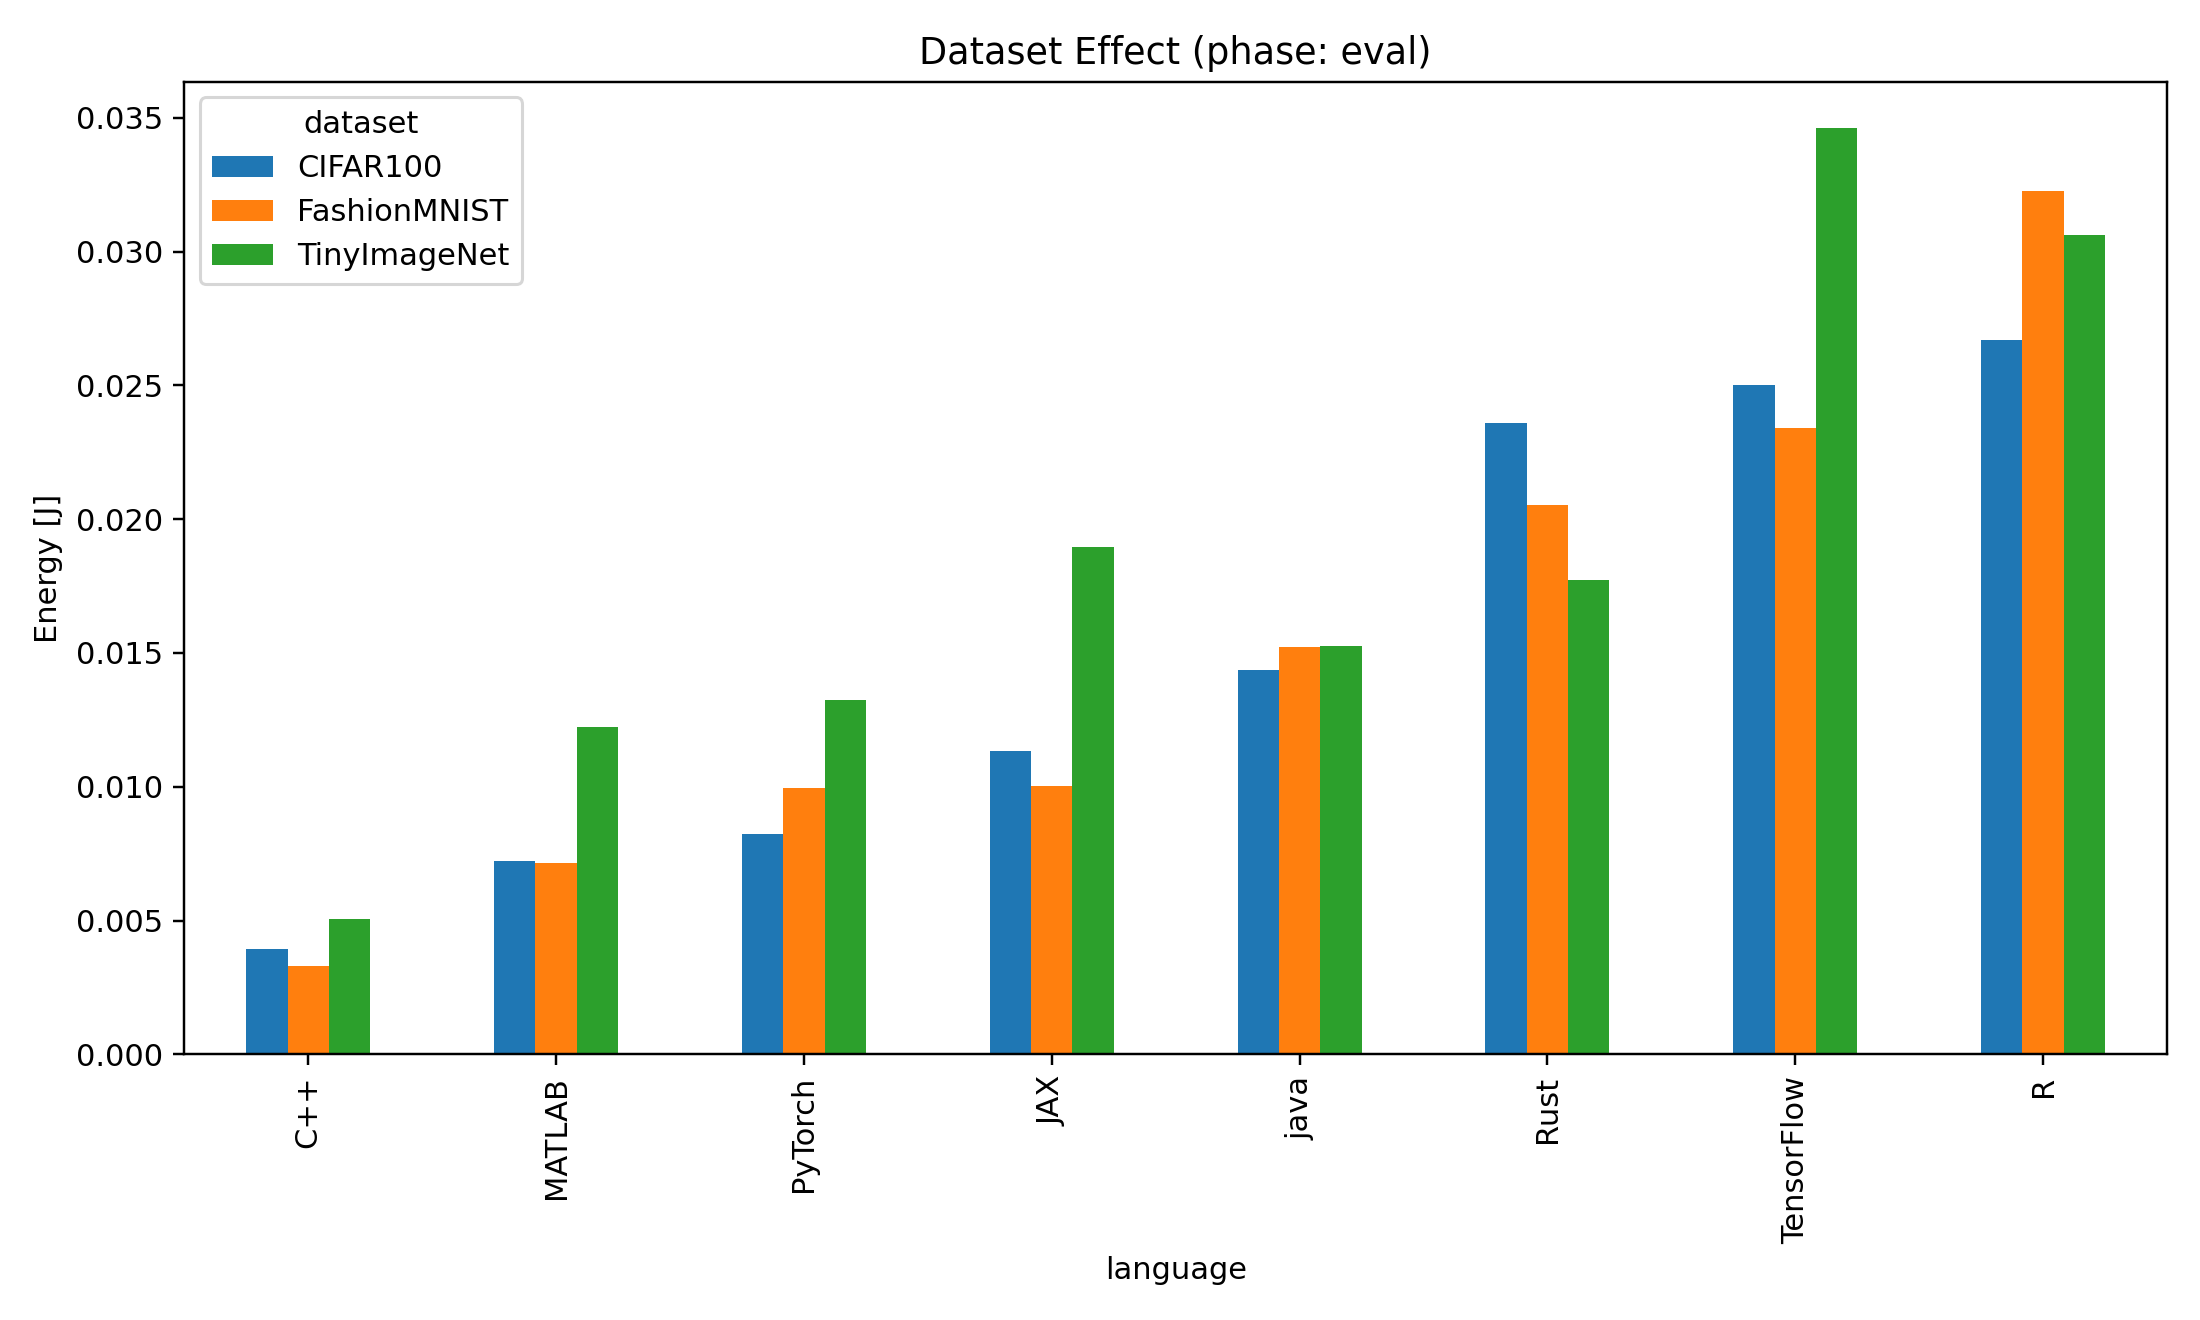 Dataset Effect (phase: eval)
dataset
CIFAR100
FashionMNIST
TinyImageNet
Energy [J]
0.035
0.030
0.025
0.020
0.015
0.010
0.005
0.000
C++
MATLAB
PyTorch
JAX
java
Rust
TensorFlow
R
language